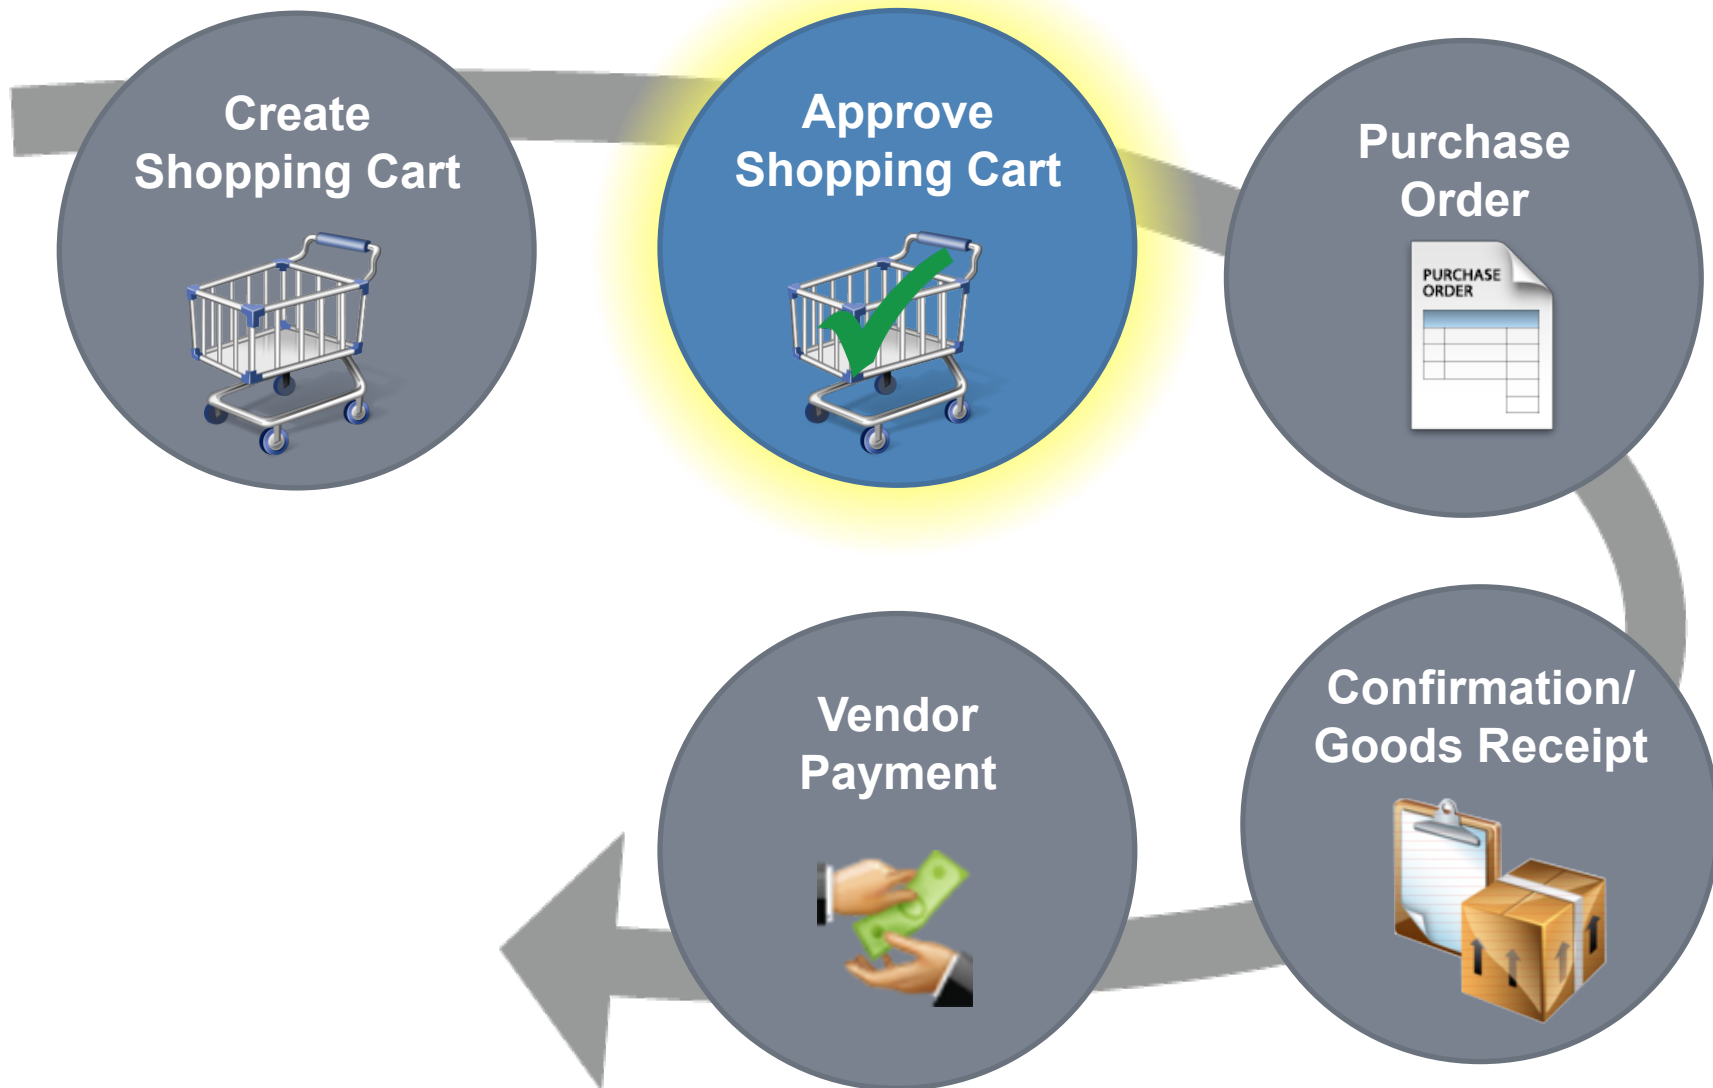 Create
Shopping Cart
Approve
Shopping Cart
Purchase
Order
PURCHASE
ORDER
Confirmation/
Goods Receipt
Vendor
Payment